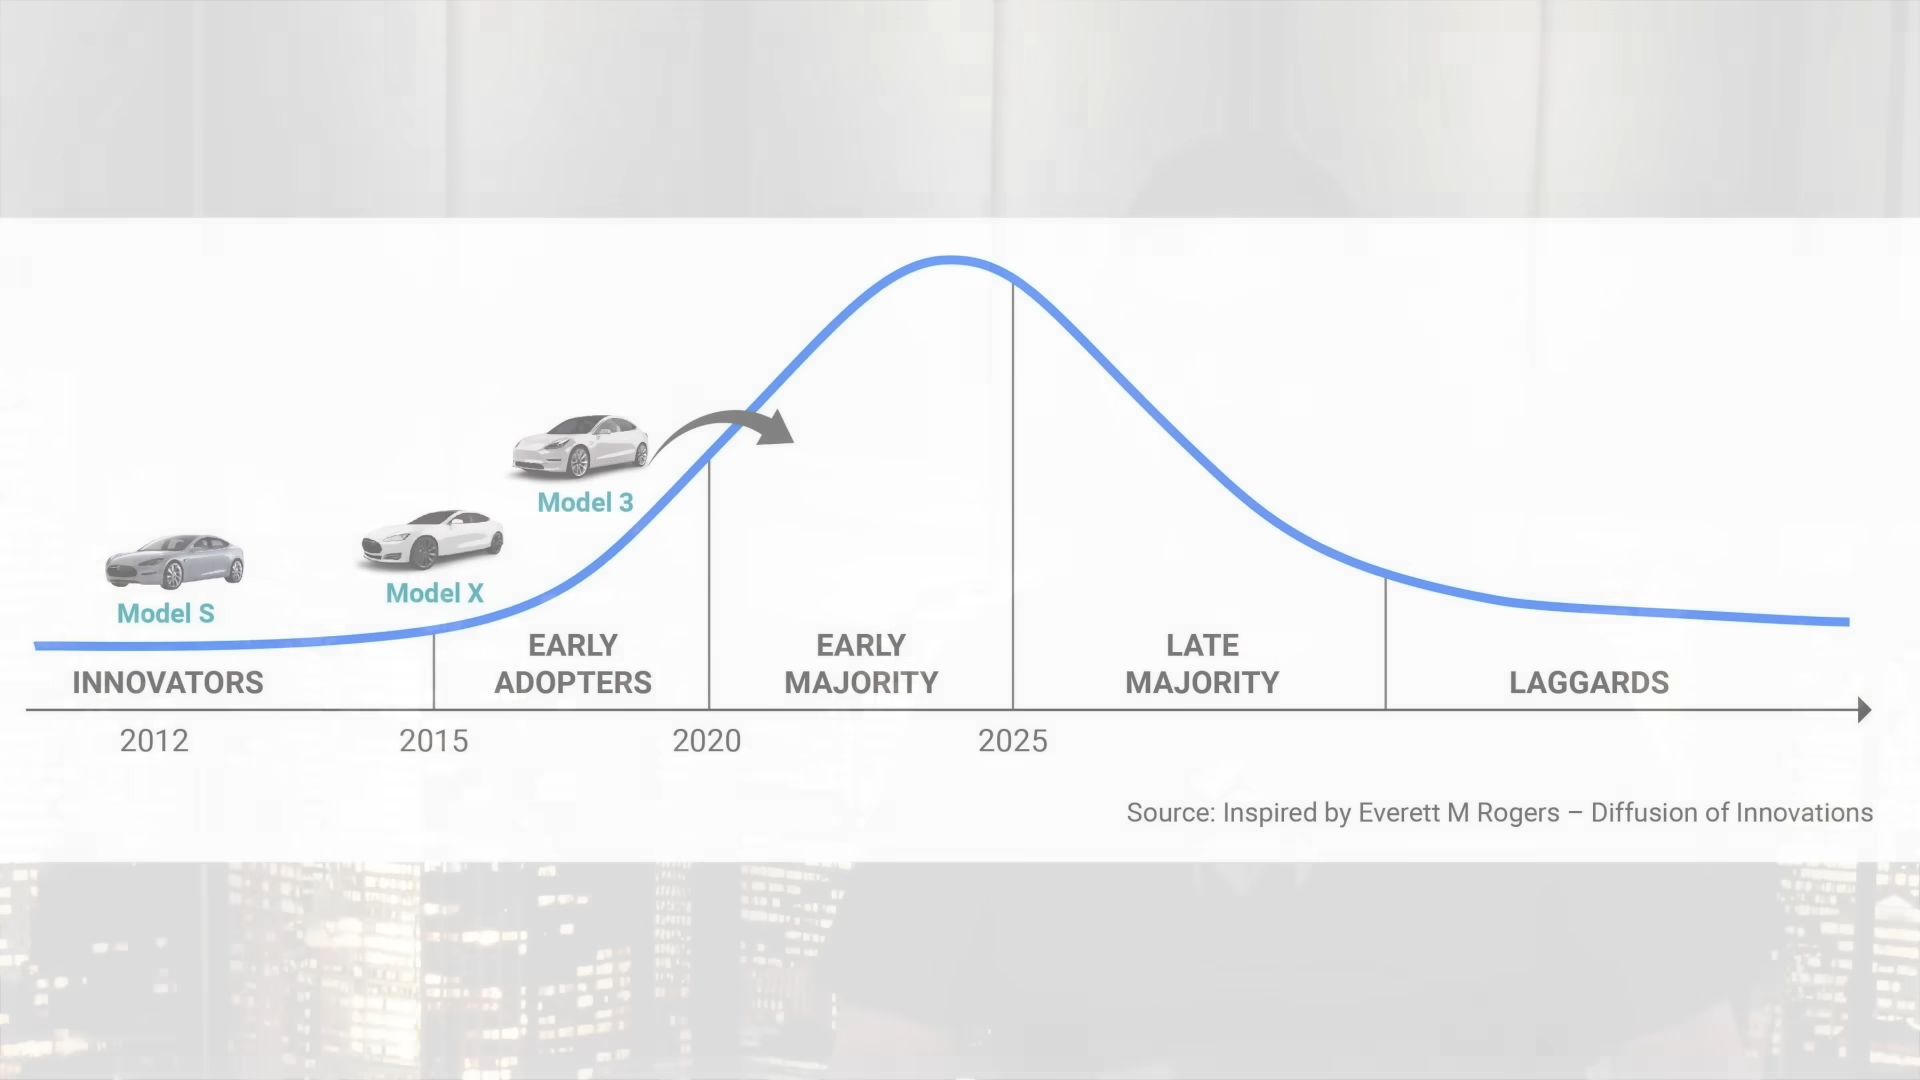 Model 3
Model X
Model S
INNOVATORS
EARLY
ADOPTERS
EARLY
MAJORITY
LATE
MAJORITY
LAGGARDS
2012
2015
2020
2025
Source: Inspired by Everett M Rogers – Diffusion of Innovations